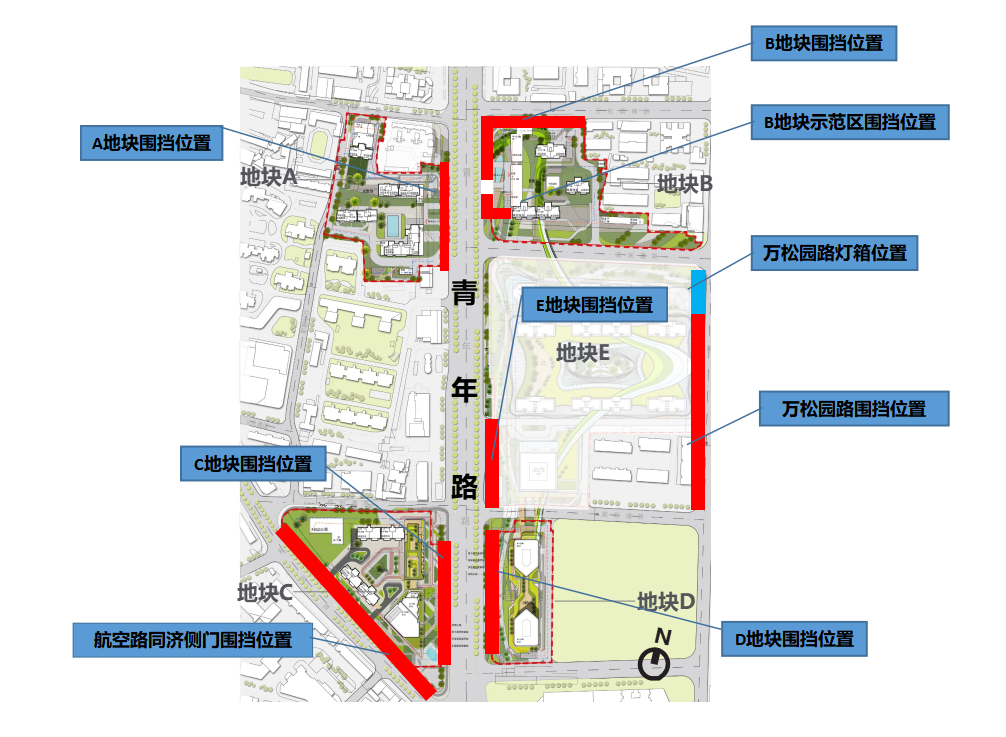 B地块围挡位置
B地块示范区围挡位置
A地块围挡位置
地块A
地块B
万松园路灯箱位置
青
年
路
E地块围挡位置
地块E
万松园路围挡位置
C地块围挡位置
地块C
地块D
航空路同济侧门围挡位置
D地块围挡位置
N